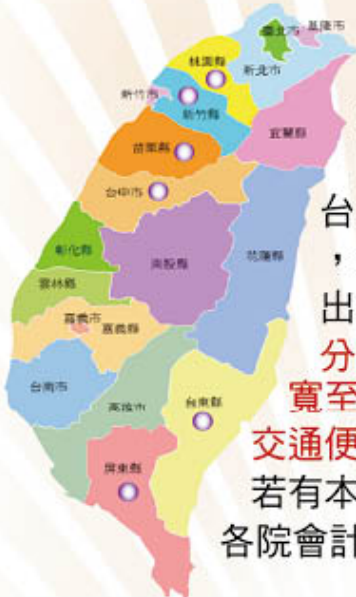 臺北市
基隆市
桃園縣
新北市
新竹市
新竹縣
宜蘭縣
苗栗縣
台中市
彰化縣
南投縣
花蓮縣
雲林縣
嘉義市
嘉義縣
台南市
高雄市
台東縣
屏東縣
台
，
出
分
寬至
交通便
若有本
各院會計